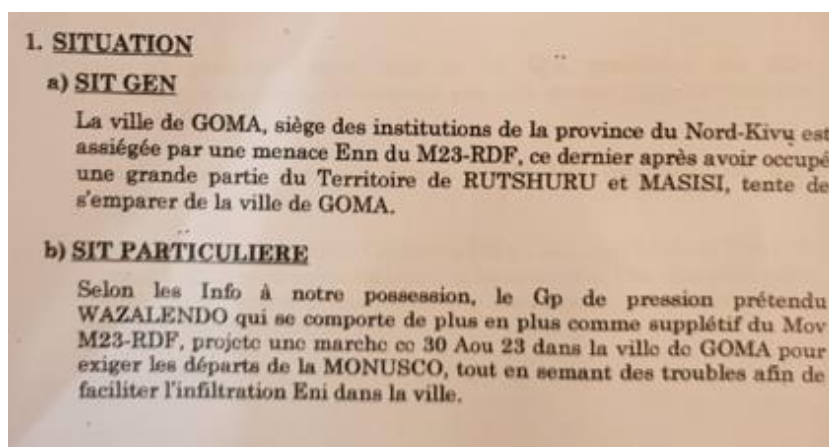 1. SITUATION
a) SIT GEN
La ville de GOMA, siège des institutions de la province du Nord-Kivu est
assiégée par une menace Enn du M23-RDF, ce dernier après avoir occupé
une grande partie du Territoire de RUTSHURU et MASISI, tente de
s'emparer de la ville de GOMA.
b) SIT PARTICULIERE
Selon les Info à notre possession, le Gp de pression prétendu
WAZALENDO qui se comporte de plus en plus comme supplétif du Mov
M23-RDF, projete une marche ce 30 Aou 23 dans la ville de GOMA pour
exiger les départs de la MONUSCO, tout en semant des troubles afin de
faciliter l'infiltration Eni dans la ville.